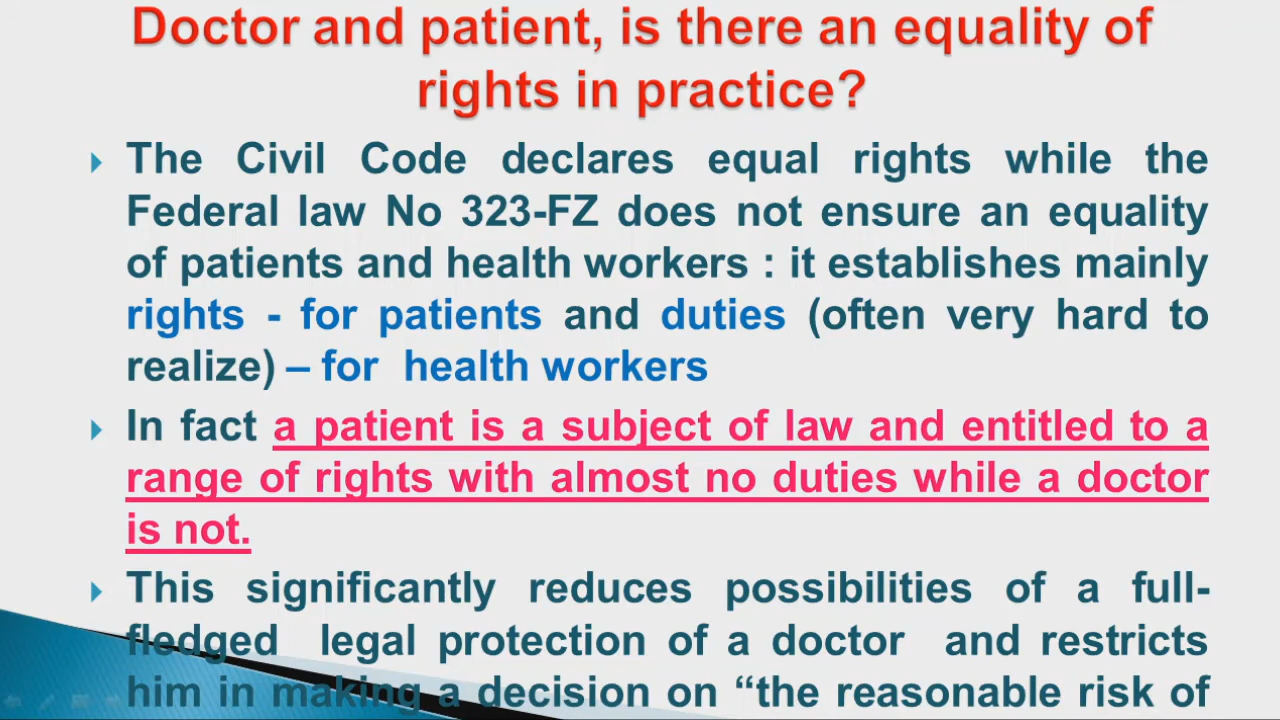 Doctor and patient, is there an equality of
rights in practice?
The Civil Code declares equal rights while the
Federal law No 323-FZ does not ensure an equality
of patients and health workers : it establishes mainly
rights - for patients and duties (often very hard to
realize) – for health workers
In fact a patient is a subject of law and entitled to a
range of rights with almost no duties while a doctor
is not.
This significantly reduces possibilities of a full-
fledged legal protection of a doctor and restricts
him in making a decision on “the reasonable risk of